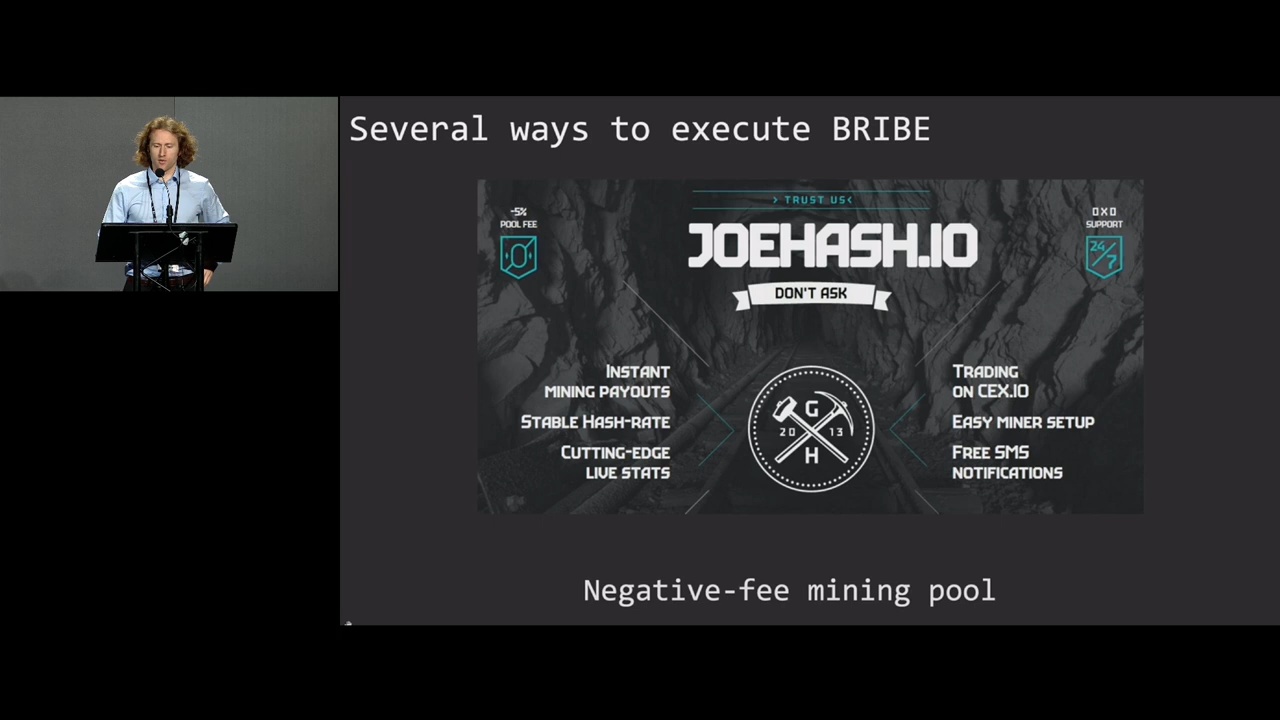 Several ways to execute BRIBE
> TRUST US<
-5%
POOL FEE
0
JOEHASH.IO
DON'T ASK
0 X 0
SUPPORT
24/7
INSTANT
MINING PAYOUTS
STABLE HASH-RATE
CUTTING-EDGE
LIVE STATS
G
20 13
H
TRADING
ON CEX.IO
EASY MINER SETUP
FREE SMS
NOTIFICATIONS
Negative-fee mining pool